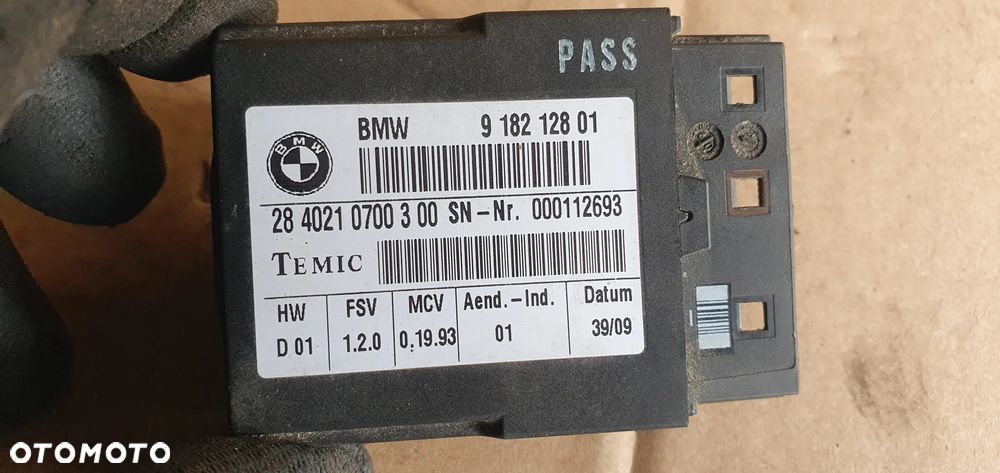 PASS
BMW 9 182 128 01
BMW
28 4021 0700 3 00 SN-Nr. 000112693
TEMIC
HW FSV MCV Aend.-Ind. Datum
D 01 1.2.0 0.19.93 01 39/09
OTOMOTO